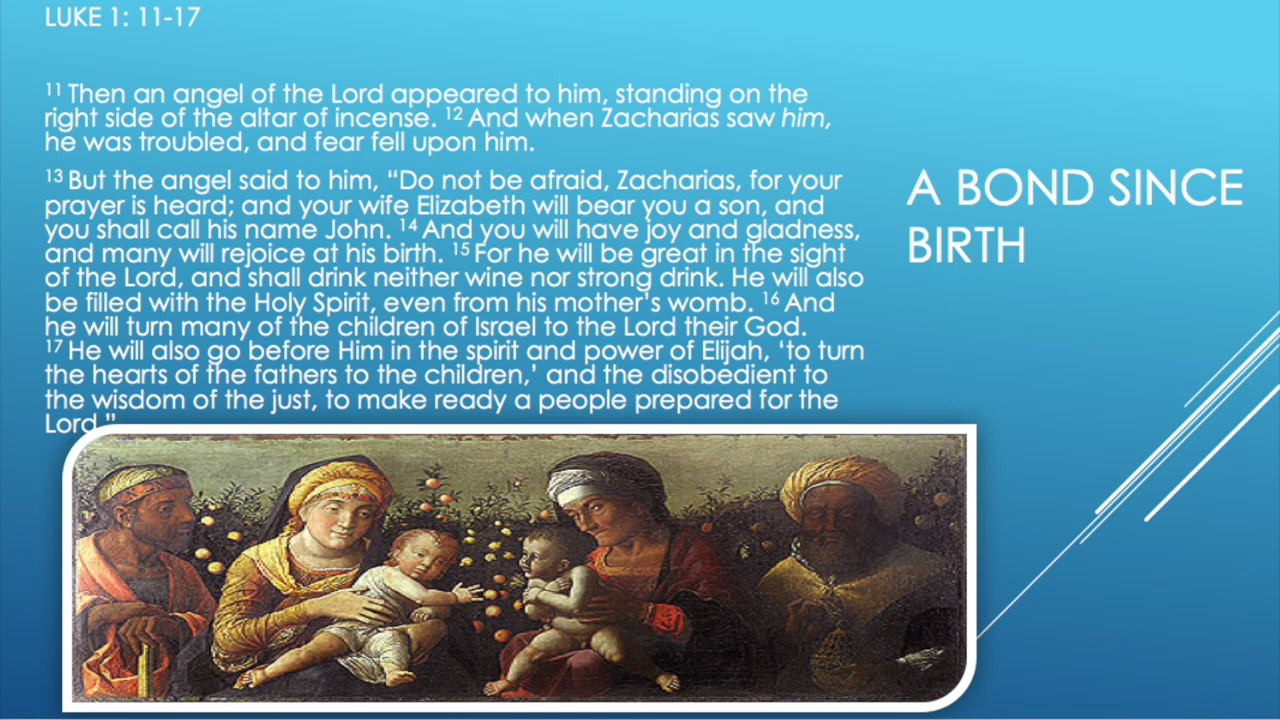 LUKE 1: 11-17
11 Then an angel of the Lord appeared to him, standing on the
right side of the altar of incense. 12 And when Zacharias saw him,
he was troubled, and fear fell upon him.
13 But the angel said to him, “Do not be afraid, Zacharias, for your
prayer is heard; and your wife Elizabeth will bear you a son, and
you shall call his name John. 14 And you will have joy and gladness,
and many will rejoice at his birth. 15 For he will be great in the sight
of the Lord, and shall drink neither wine nor strong drink. He will also
be filled with the Holy Spirit, even from his mother’s womb. 16 And
he will turn many of the children of Israel to the Lord their God.
17 He will also go before Him in the spirit and power of Elijah, ‘to turn
the hearts of the fathers to the children,’ and the disobedient to
the wisdom of the just, to make ready a people prepared for the
Lord.”
A BOND SINCE
BIRTH